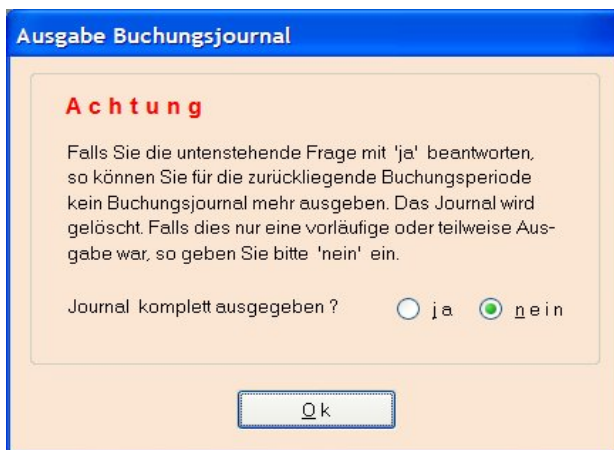 Ausgabe Buchungsjournal
Achtung
Falls Sie die untenstehende Frage mit 'ja' beantworten,
so können Sie für die zurückliegende Buchungsperiode
kein Buchungsjournal mehr ausgeben. Das Journal wird
gelöscht. Falls dies nur eine vorläufige oder teilweise Aus-
gabe war, so geben Sie bitte 'nein' ein.
Journal komplett ausgegeben ? ja nein
Ok